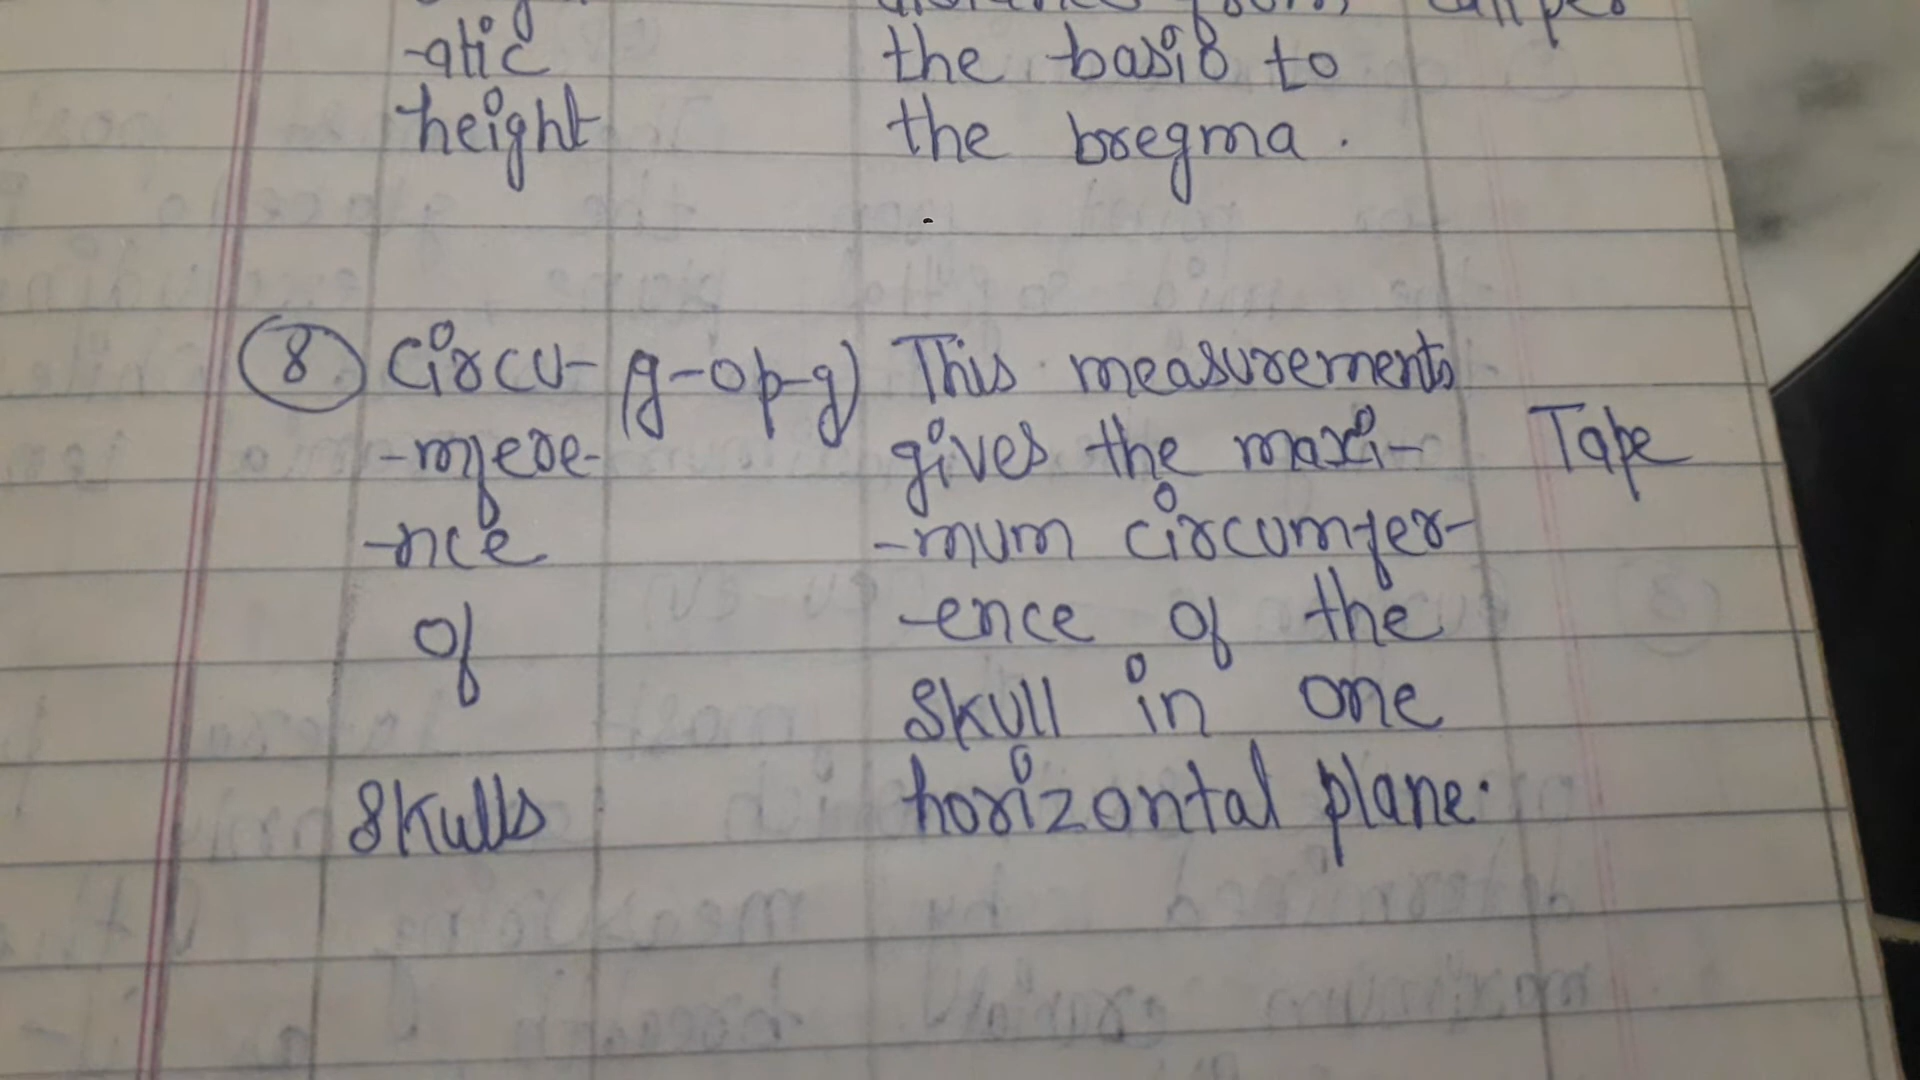 -atic the basio to
height the bregma.
8 Circu- (g-op-g) This measurements
-mfere- gives the maxi- Tape
-nce -mum circumfer-
of -ence of the
skull in one
Skulls horizontal plane.